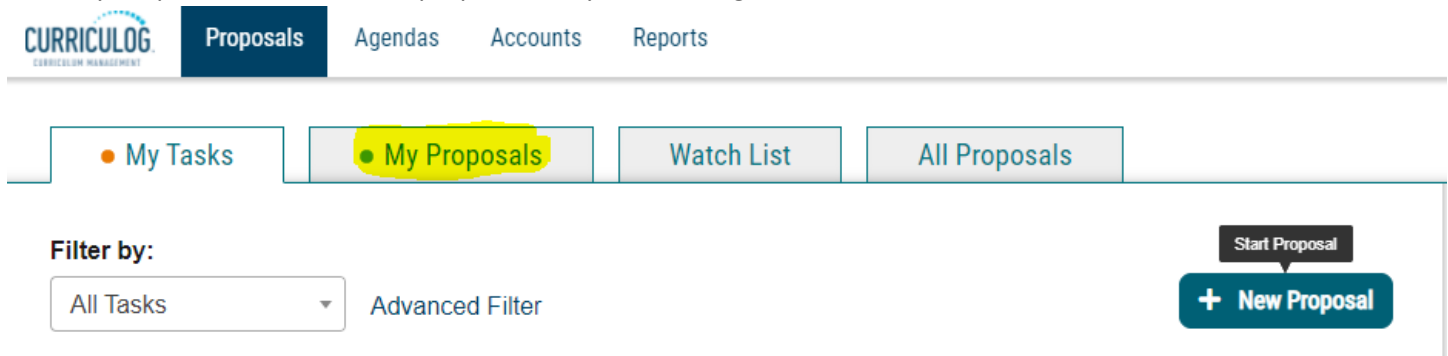 CURRICULOG
CURRICULUM MANAGEMENT
Proposals Agendas Accounts Reports
My Tasks My Proposals Watch List All Proposals
Start Proposal
Filter by:
All Tasks Advanced Filter + New Proposal